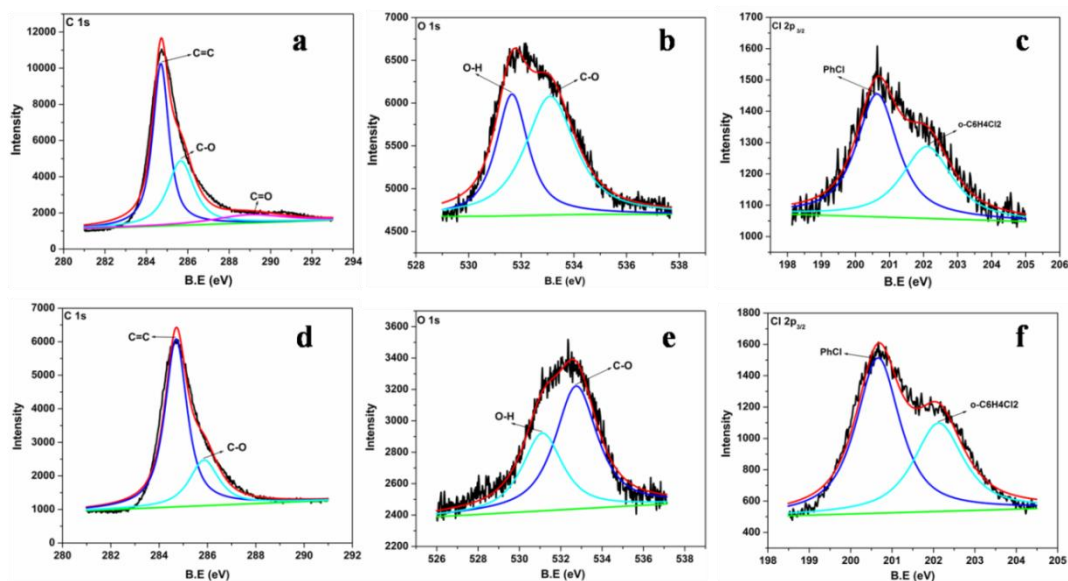 C 1s
a
C=C
C-O
C=O
Intensity
12000
10000
8000
6000
4000
2000
0
280 282 284 286 288 290 292 294
B.E (eV)
O 1s
b
O-H
C-O
Intensity
7000
6500
6000
5500
5000
4500
528 530 532 534 536 538
B.E (eV)
Cl 2p3/2
c
PhCl
o-C6H4Cl2
Intensity
1700
1600
1500
1400
1300
1200
1100
1000
198 199 200 201 202 203 204 205 206
B.E (eV)
C 1s
d
C=C
C-O
Intensity
7000
6000
5000
4000
3000
2000
1000
0
280 282 284 286 288 290 292
B.E (eV)
O 1s
e
C-O
O-H
Intensity
3600
3400
3200
3000
2800
2600
2400
2200
526 528 530 532 534 536 538
B.E (eV)
Cl 2p3/2
f
PhCl
o-C6H4Cl2
Intensity
1800
1600
1400
1200
1000
800
600
400
198 200 202 204
B.E (eV)